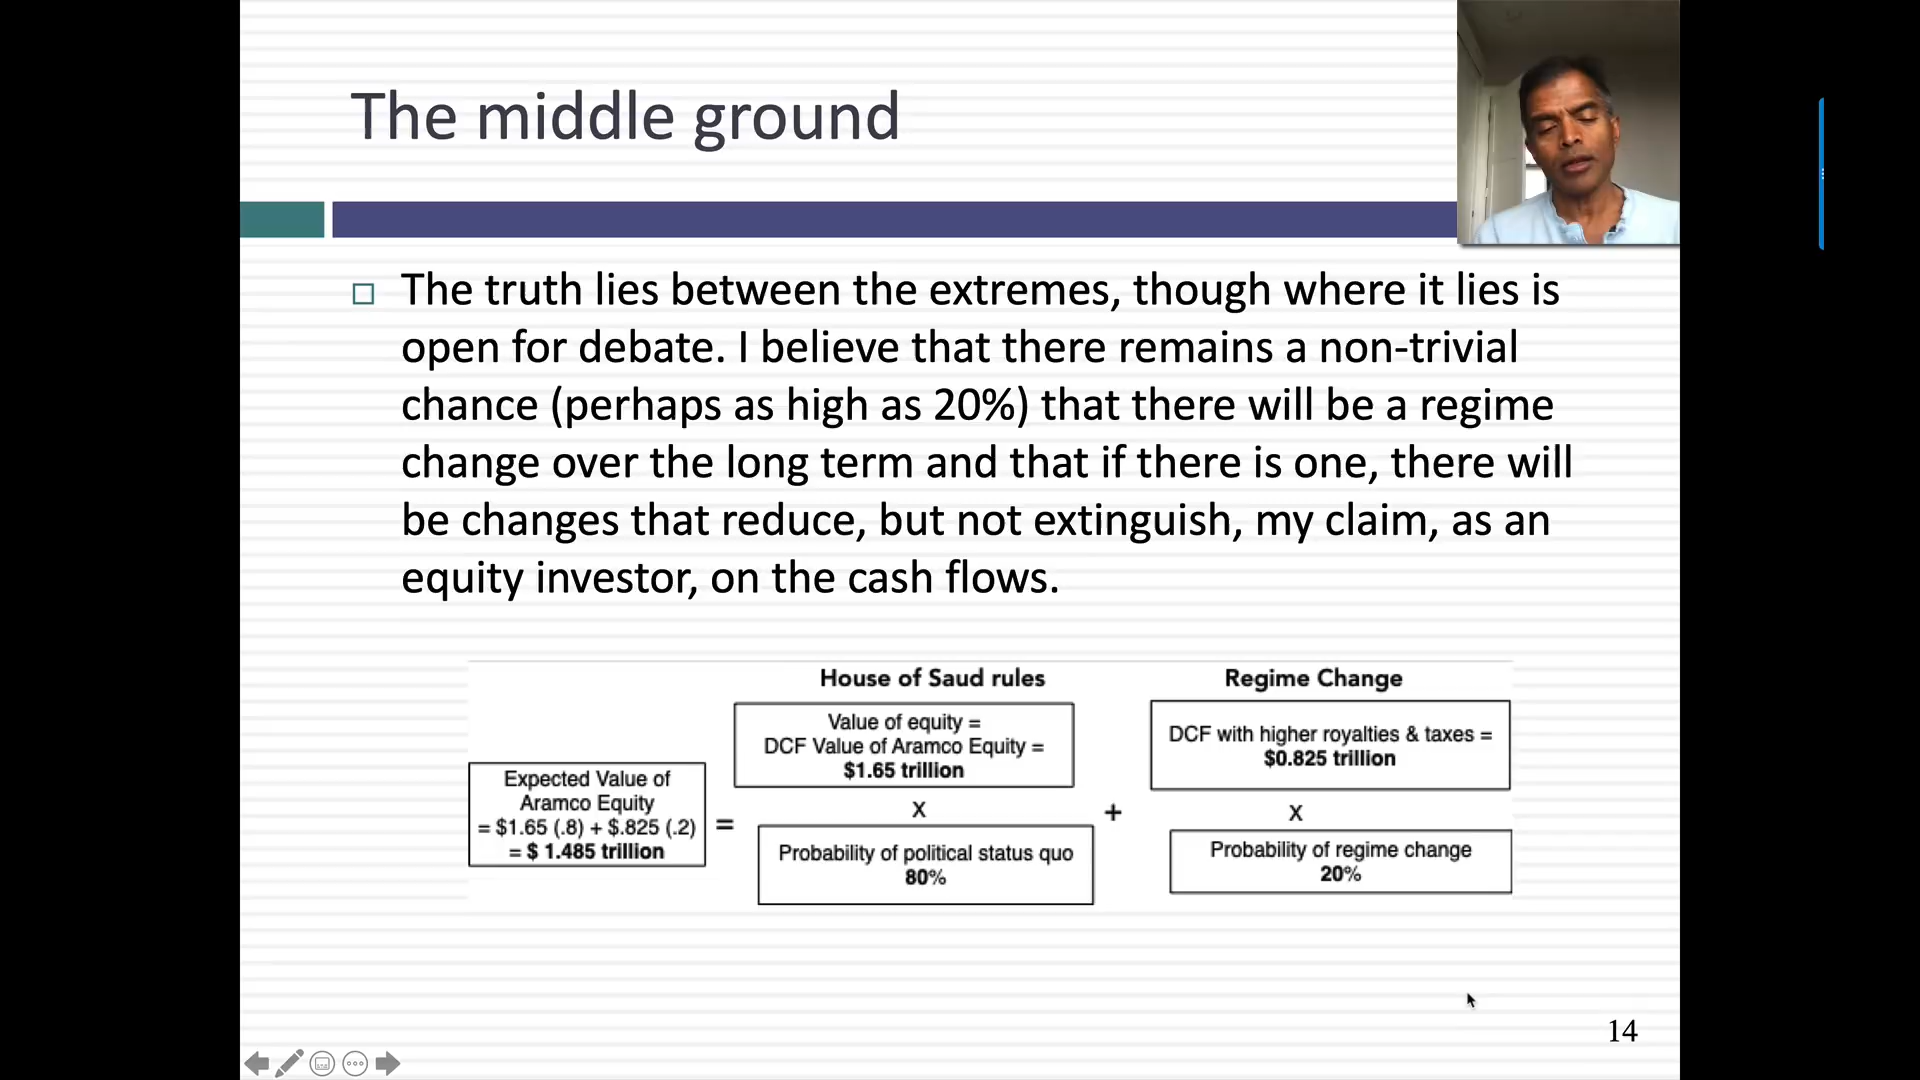 The middle ground
The truth lies between the extremes, though where it lies is
open for debate. I believe that there remains a non-trivial
chance (perhaps as high as 20%) that there will be a regime
change over the long term and that if there is one, there will
be changes that reduce, but not extinguish, my claim, as an
equity investor, on the cash flows.
Expected Value of
Aramco Equity
= $1.65 (.8) + $.825 (.2)
= $ 1.485 trillion
=
House of Saud rules
Value of equity =
DCF Value of Aramco Equity =
$1.65 trillion
X
Probability of political status quo
80%
+
Regime Change
DCF with higher royalties & taxes =
$0.825 trillion
X
Probability of regime change
20%
14